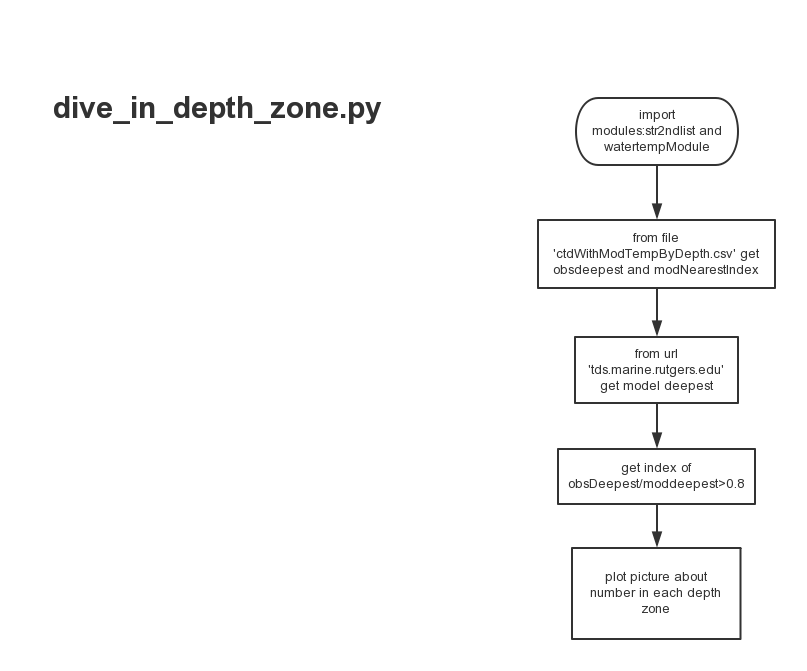 dive_in_depth_zone.py
import
modules:str2ndlist and
watertempModule
from file
'ctdWithModTempByDepth.csv' get
obsdeepest and modNearestIndex
from url
'tds.marine.rutgers.edu'
get model deepest
get index of
obsDeepest/moddeepest>0.8
plot picture about
number in each depth
zone